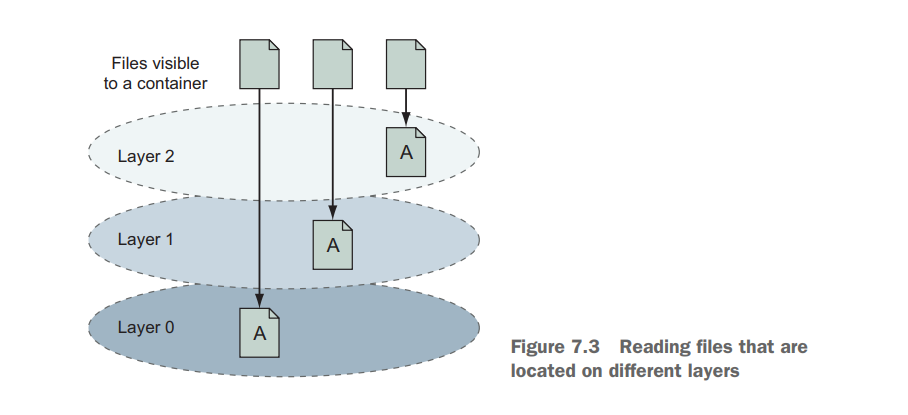 Files visible
to a container
Layer 2
A
Layer 1
A
Layer 0
A
Figure 7.3 Reading files that are
located on different layers